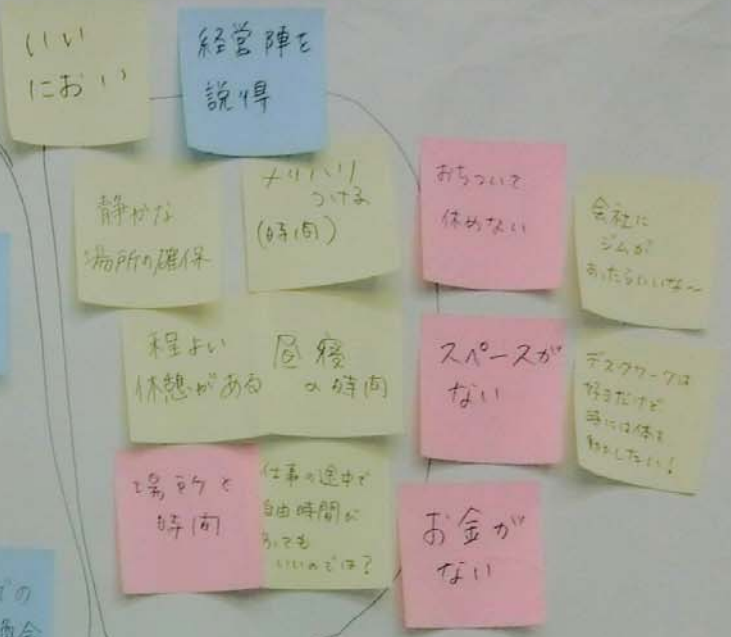 いい
におい
経営陣を
説得
静かな
場所の確保
メリハリ
つける
(時間)
おちついて
休めない
会社に
ジムが
あったらいいな〜
程よい
休憩がある
昼寝
の時間
スペースが
ない
デスクワークは
好きだけど
時には体も
動かしたい!
場所と
時間
仕事の途中で
自由時間が
あっても
いいのでは?
お金が
ない
の